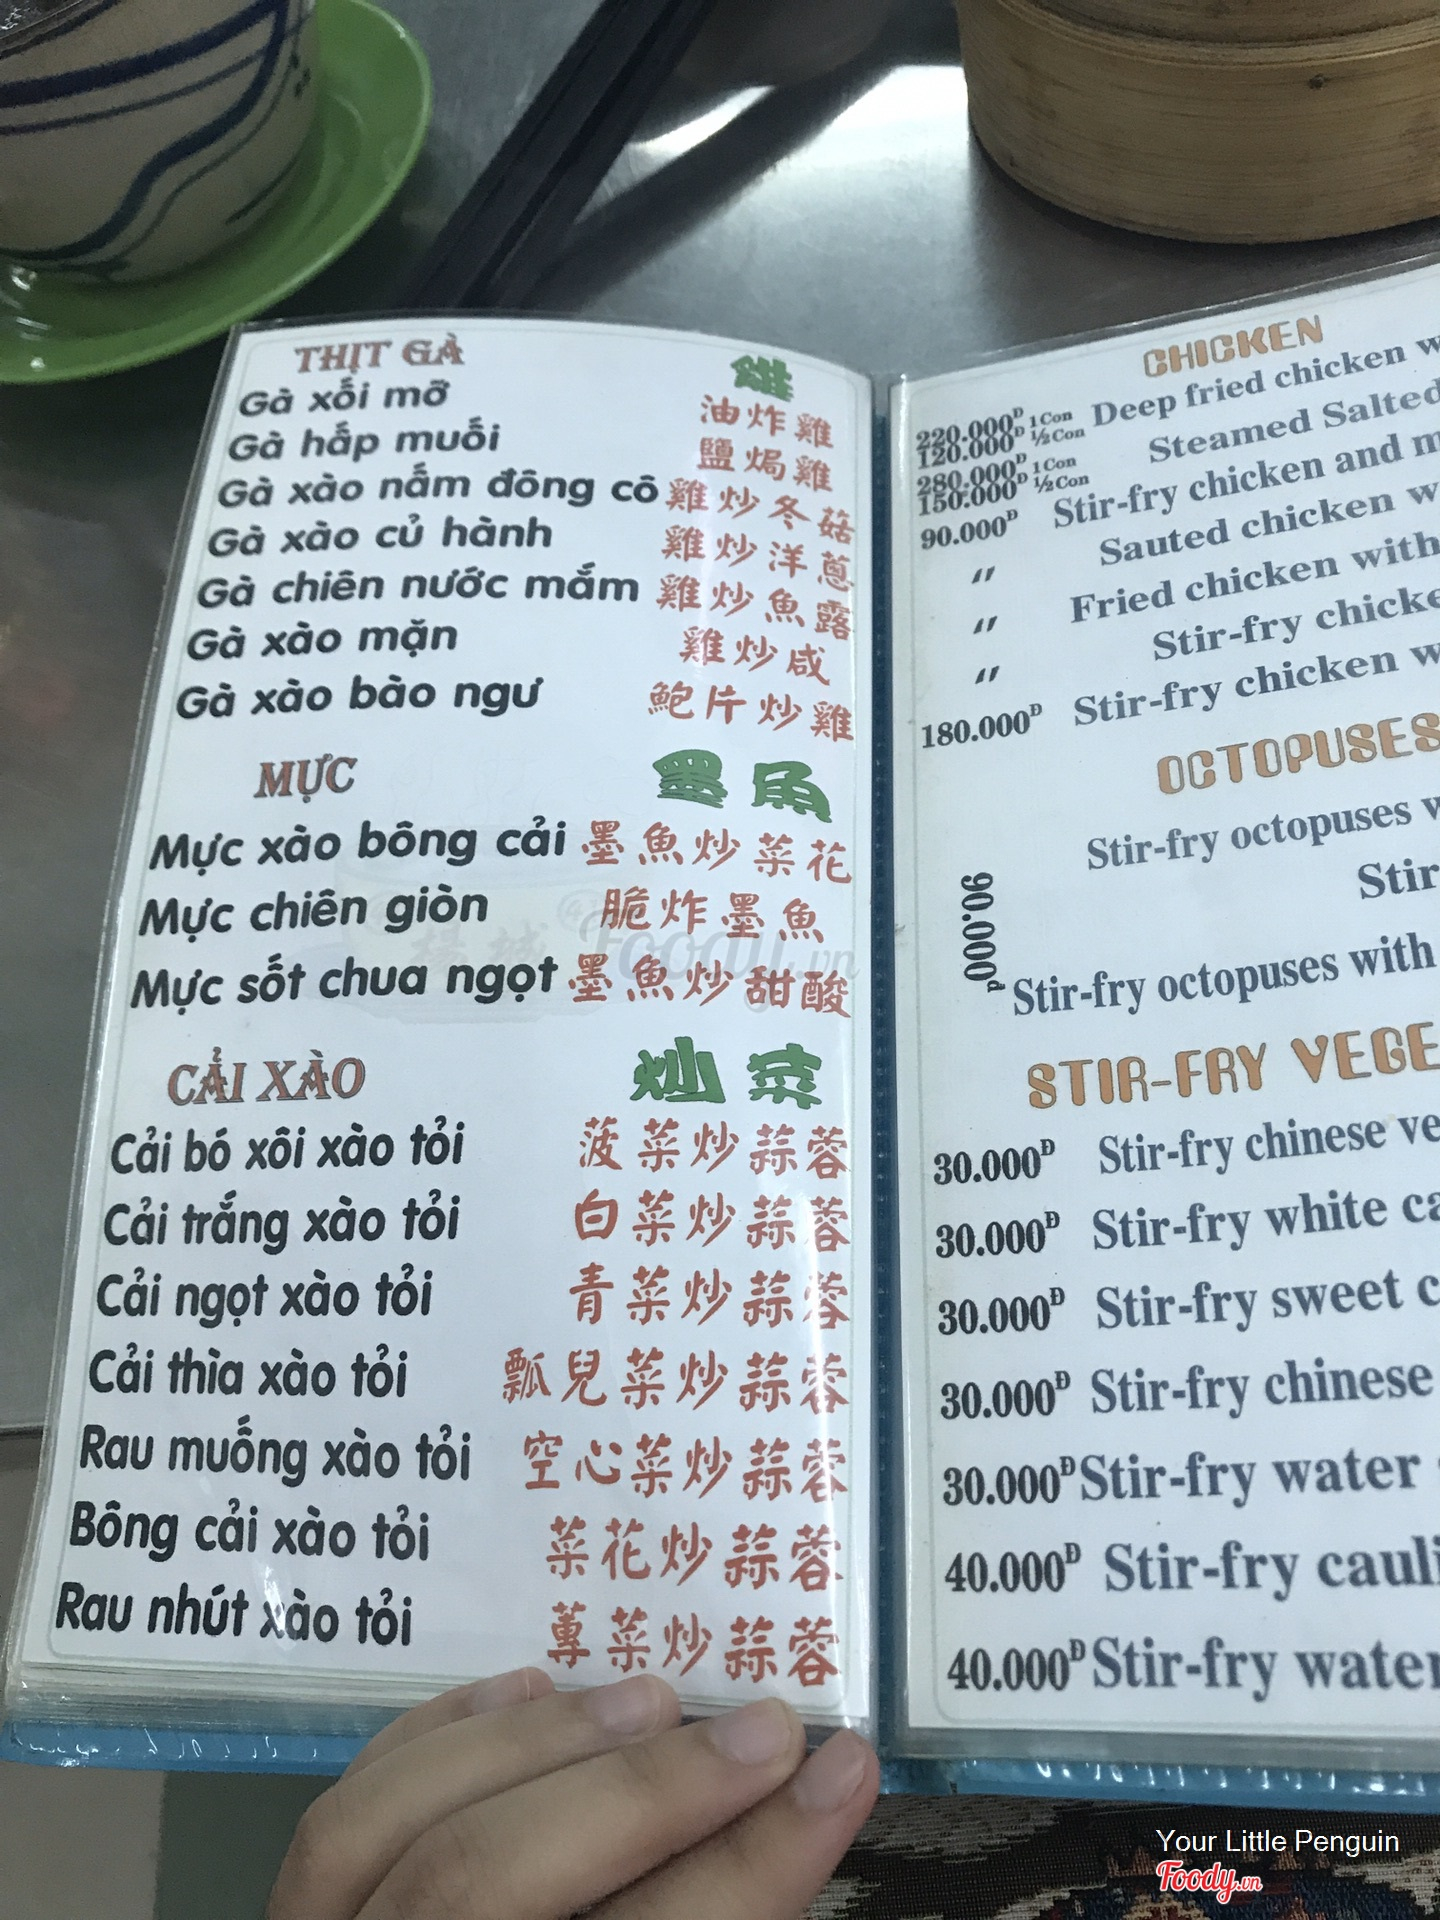 THỊT GÀ 雞
Gà xối mỡ 油炸雞
Gà hấp muối 鹽焗雞
Gà xào nấm đông cô 雞炒冬菇
Gà xào củ hành 雞炒洋蔥
Gà chiên nước mắm 雞炒魚露
Gà xào mặn 雞炒咸
Gà xào bào ngư 鮑片炒雞
MỰC 墨魚
Mực xào bông cải 墨魚炒菜花
Mực chiên giòn 脆炸墨魚
Mực sốt chua ngọt 墨魚炒甜酸
CẢI XÀO 炒菜
Cải bó xôi xào tỏi 菠菜炒蒜蓉
Cải trắng xào tỏi 白菜炒蒜蓉
Cải ngọt xào tỏi 青菜炒蒜蓉
Cải thìa xào tỏi 瓢兒菜炒蒜蓉
Rau muống xào tỏi 空心菜炒蒜蓉
Bông cải xào tỏi 菜花炒蒜蓉
Rau nhút xào tỏi 蓴菜炒蒜蓉
CHICKEN
220.000Đ 1 Con Deep fried chicken
120.000Đ ½ Con
280.000Đ 1 Con Steamed Salted
150.000Đ ½ Con
90.000Đ Stir-fry chicken and
" Sauted chicken
" Fried chicken with
" Stir-fry
180.000Đ Stir-fry chicken
OCTOPUSES
Stir-fry octopuses
90.000Đ
Stir
Stir-fry octopuses with
STIR-FRY
30.000Đ Stir-fry chinese
30.000Đ Stir-fry white
30.000Đ Stir-fry sweet
30.000Đ Stir-fry chinese
30.000Đ Stir-fry water
40.000Đ Stir-fry
40.000Đ Stir-fry water
Foody.vn
Your Little Penguin
Foody.vn